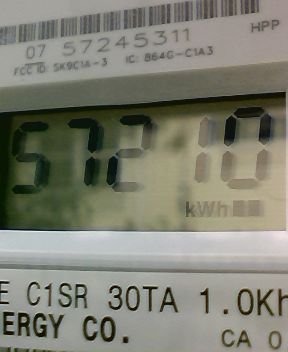 07 57245311
HPP
FCC ID: SK9C1A-3 IC: 864G-C1A3
57210
kWh
E C1SR 30TA 1.0Kh
ERGY CO.
CA 0